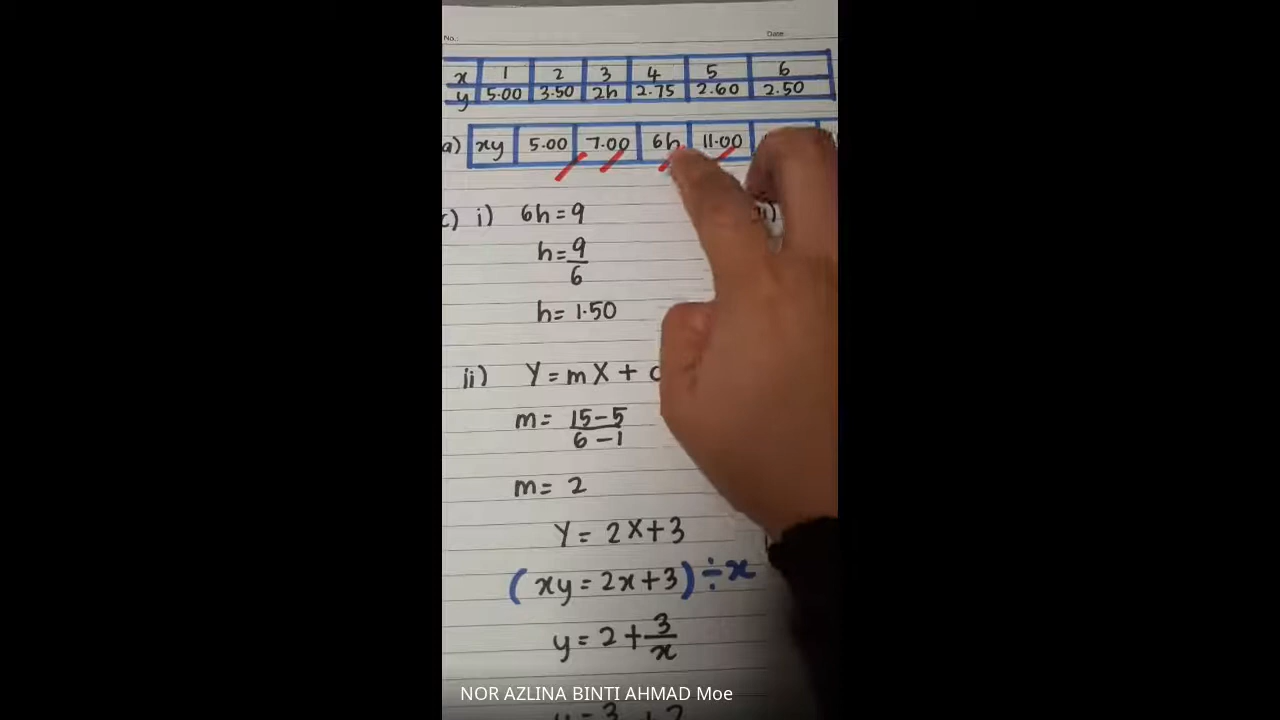 No.: Date:
x 1 2 3 4 5 6
y 5.00 3.50 2h 2.75 2.60 2.50
a) xy 5.00 7.00 6h 11.00
c) i) 6h = 9
h = 9/6
h = 1.50
ii) Y = mX + c
m = 15-5/6-1
m = 2
Y = 2X+3
(xy = 2x+3) ÷ x
y = 2 + 3/x
NOR AZLINA BINTI AHMAD Moe